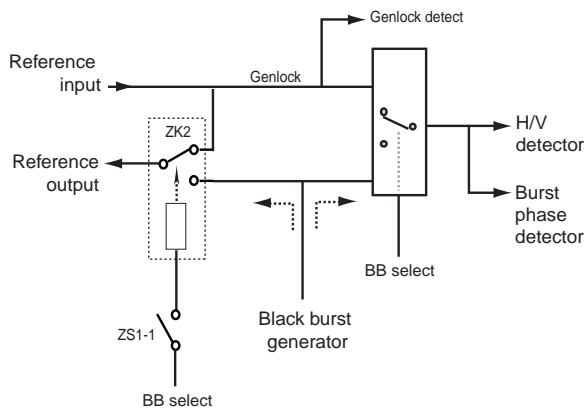 Genlock detect
Reference
input
Genlock
ZK2
H/V
detector
Reference
output
Burst
phase
detector
BB select
Black burst
generator
ZS1-1
BB select